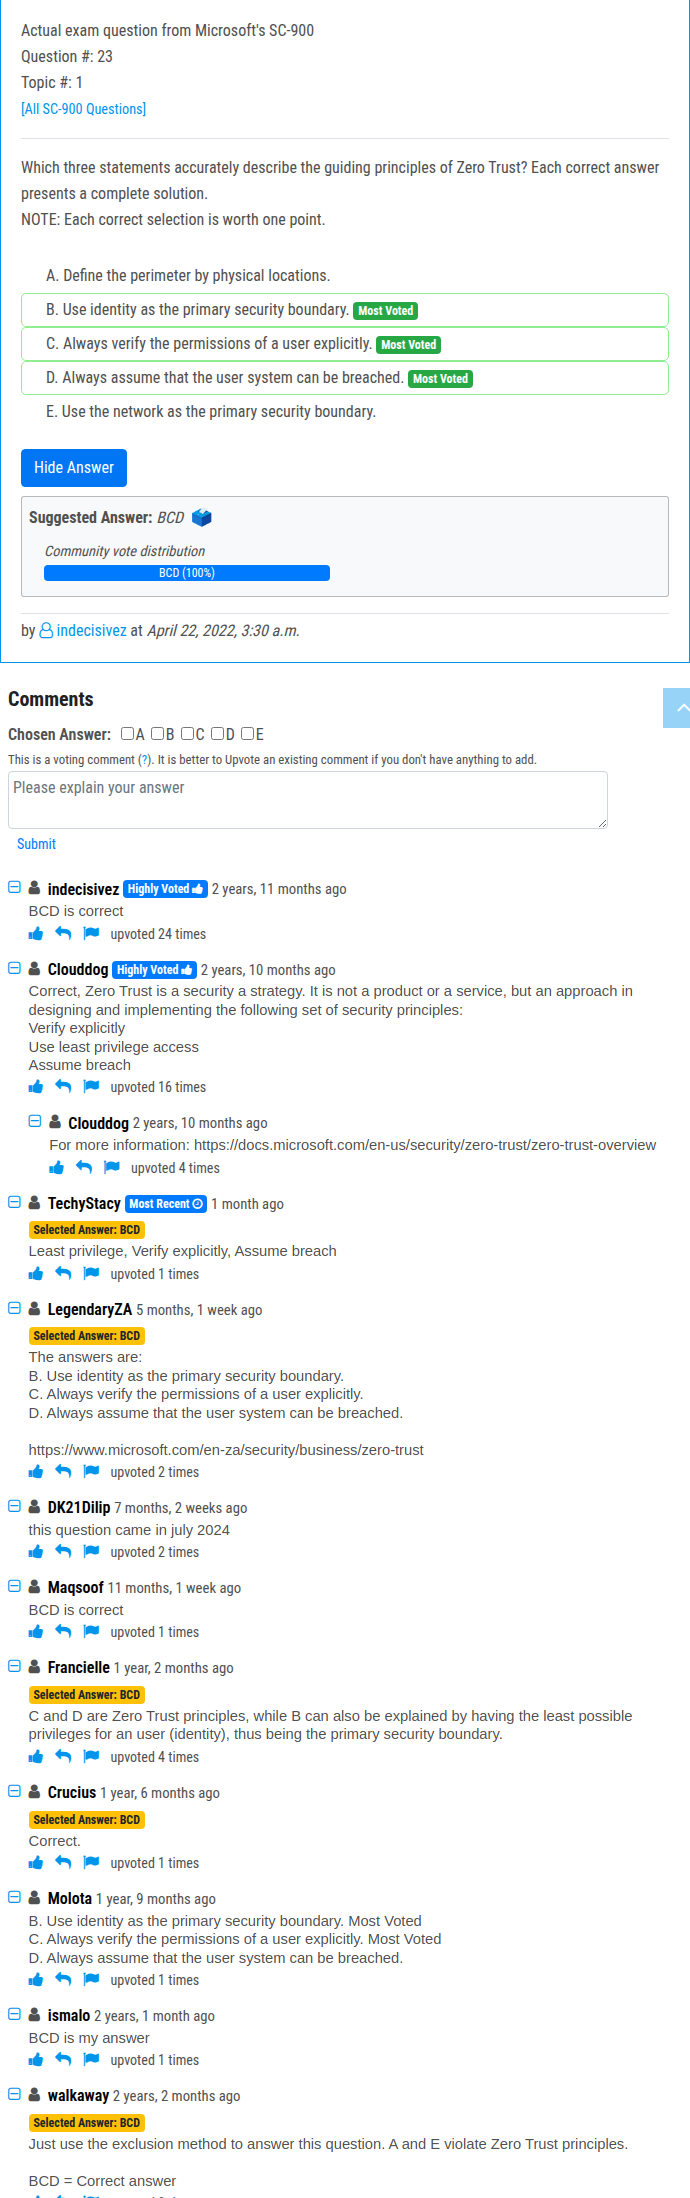 Actual exam question from Microsoft's SC-900
Question #: 23
Topic #: 1
[All SC-900 Questions]
Which three statements accurately describe the guiding principles of Zero Trust? Each correct answer
presents a complete solution.
NOTE: Each correct selection is worth one point.
A. Define the perimeter by physical locations.
B. Use identity as the primary security boundary. Most Voted
C. Always verify the permissions of a user explicitly. Most Voted
D. Always assume that the user system can be breached. Most Voted
E. Use the network as the primary security boundary.
Hide Answer
Suggested Answer: BCD
Community vote distribution
BCD (100%)
by indecisivez at April 22, 2022, 3:30 a.m.
Comments
Chosen Answer: A B C D E
This is a voting comment (?). It is better to Upvote an existing comment if you don't have anything to add.
Please explain your answer
Submit
indecisivez Highly Voted 2 years, 11 months ago
BCD is correct
upvoted 24 times
Clouddog Highly Voted 2 years, 10 months ago
Correct, Zero Trust is a security a strategy. It is not a product or a service, but an approach in
designing and implementing the following set of security principles:
Verify explicitly
Use least privilege access
Assume breach
upvoted 16 times
Clouddog 2 years, 10 months ago
For more information: https://docs.microsoft.com/en-us/security/zero-trust/zero-trust-overview
upvoted 4 times
TechyStacy Most Recent 1 month ago
Selected Answer: BCD
Least privilege, Verify explicitly, Assume breach
upvoted 1 times
LegendaryZA 5 months, 1 week ago
Selected Answer: BCD
The answers are:
B. Use identity as the primary security boundary.
C. Always verify the permissions of a user explicitly.
D. Always assume that the user system can be breached.
https://www.microsoft.com/en-za/security/business/zero-trust
upvoted 2 times
DK21Dilip 7 months, 2 weeks ago
this question came in july 2024
upvoted 2 times
Maqsoof 11 months, 1 week ago
BCD is correct
upvoted 1 times
Francielle 1 year, 2 months ago
Selected Answer: BCD
C and D are Zero Trust principles, while B can also be explained by having the least possible
privileges for an user (identity), thus being the primary security boundary.
upvoted 4 times
Crucius 1 year, 6 months ago
Selected Answer: BCD
Correct.
upvoted 1 times
Molota 1 year, 9 months ago
B. Use identity as the primary security boundary. Most Voted
C. Always verify the permissions of a user explicitly. Most Voted
D. Always assume that the user system can be breached.
upvoted 1 times
ismalo 2 years, 1 month ago
BCD is my answer
upvoted 1 times
walkaway 2 years, 2 months ago
Selected Answer: BCD
Just use the exclusion method to answer this question. A and E violate Zero Trust principles.
BCD = Correct answer